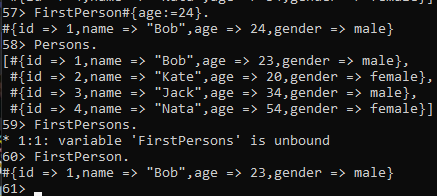 57> FirstPerson#{age:=24}.
#{id => 1,name => "Bob",age => 24,gender => male}
58> Persons.
[#{id => 1,name => "Bob",age => 23,gender => male},
 #{id => 2,name => "Kate",age => 20,gender => female},
 #{id => 3,name => "Jack",age => 34,gender => male},
 #{id => 4,name => "Nata",age => 54,gender => female}]
59> FirstPersons.
* 1:1: variable 'FirstPersons' is unbound
60> FirstPerson.
#{id => 1,name => "Bob",age => 23,gender => male}
61>